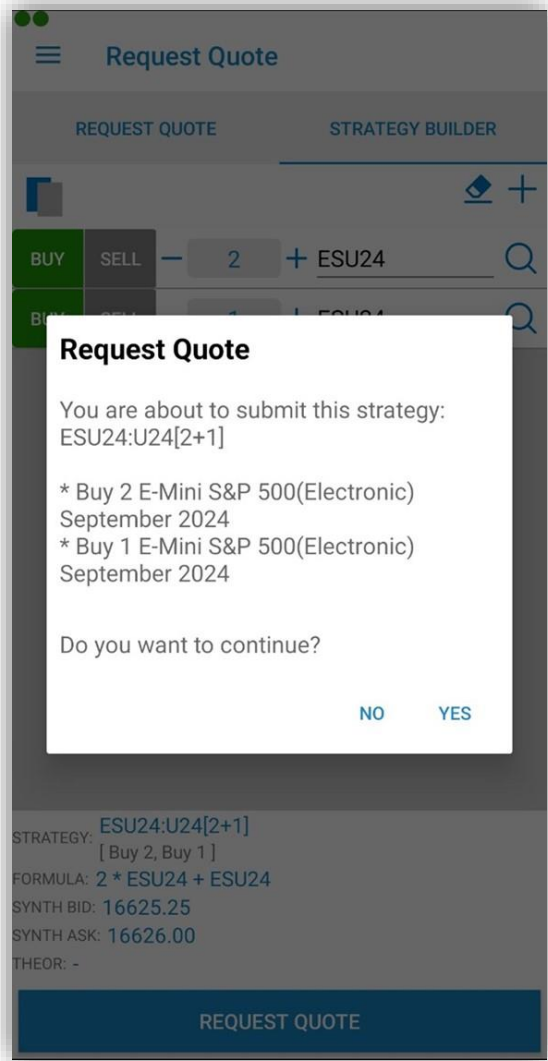 Request Quote
REQUEST QUOTE
STRATEGY BUILDER
BUY SELL − 2 + ESU24
Request Quote
You are about to submit this strategy:
ESU24:U24[2+1]
* Buy 2 E-Mini S&P 500(Electronic)
September 2024
* Buy 1 E-Mini S&P 500(Electronic)
September 2024
Do you want to continue?
NO YES
STRATEGY: ESU24:U24[2+1]
[ Buy 2, Buy 1 ]
FORMULA: 2 * ESU24 + ESU24
SYNTH BID: 16625.25
SYNTH ASK: 16626.00
THEOR: -
REQUEST QUOTE